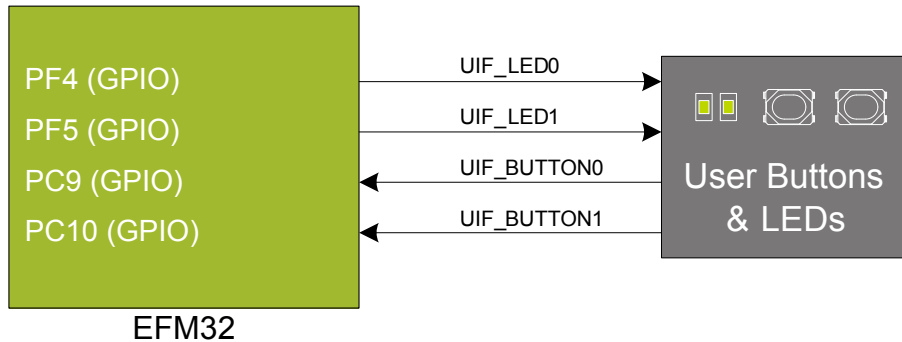 PF4 (GPIO)
PF5 (GPIO)
PC9 (GPIO)
PC10 (GPIO)
EFM32
UIF_LED0
UIF_LED1
UIF_BUTTON0
UIF_BUTTON1
User Buttons
& LEDs